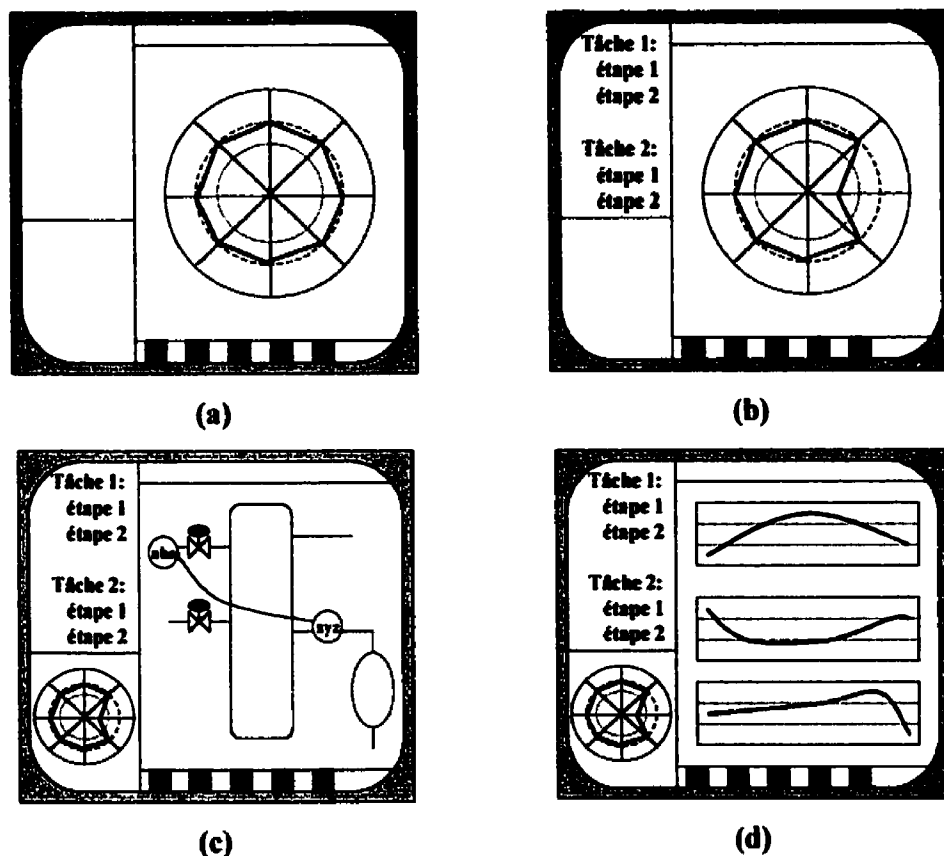 Tâche 1:
étape 1
étape 2
Tâche 2:
étape 1
étape 2
(a)
(b)
Tâche 1:
étape 1
étape 2
Tâche 2:
étape 1
étape 2
abc
xyz
(c)
Tâche 1:
étape 1
étape 2
Tâche 2:
étape 1
étape 2
(d)